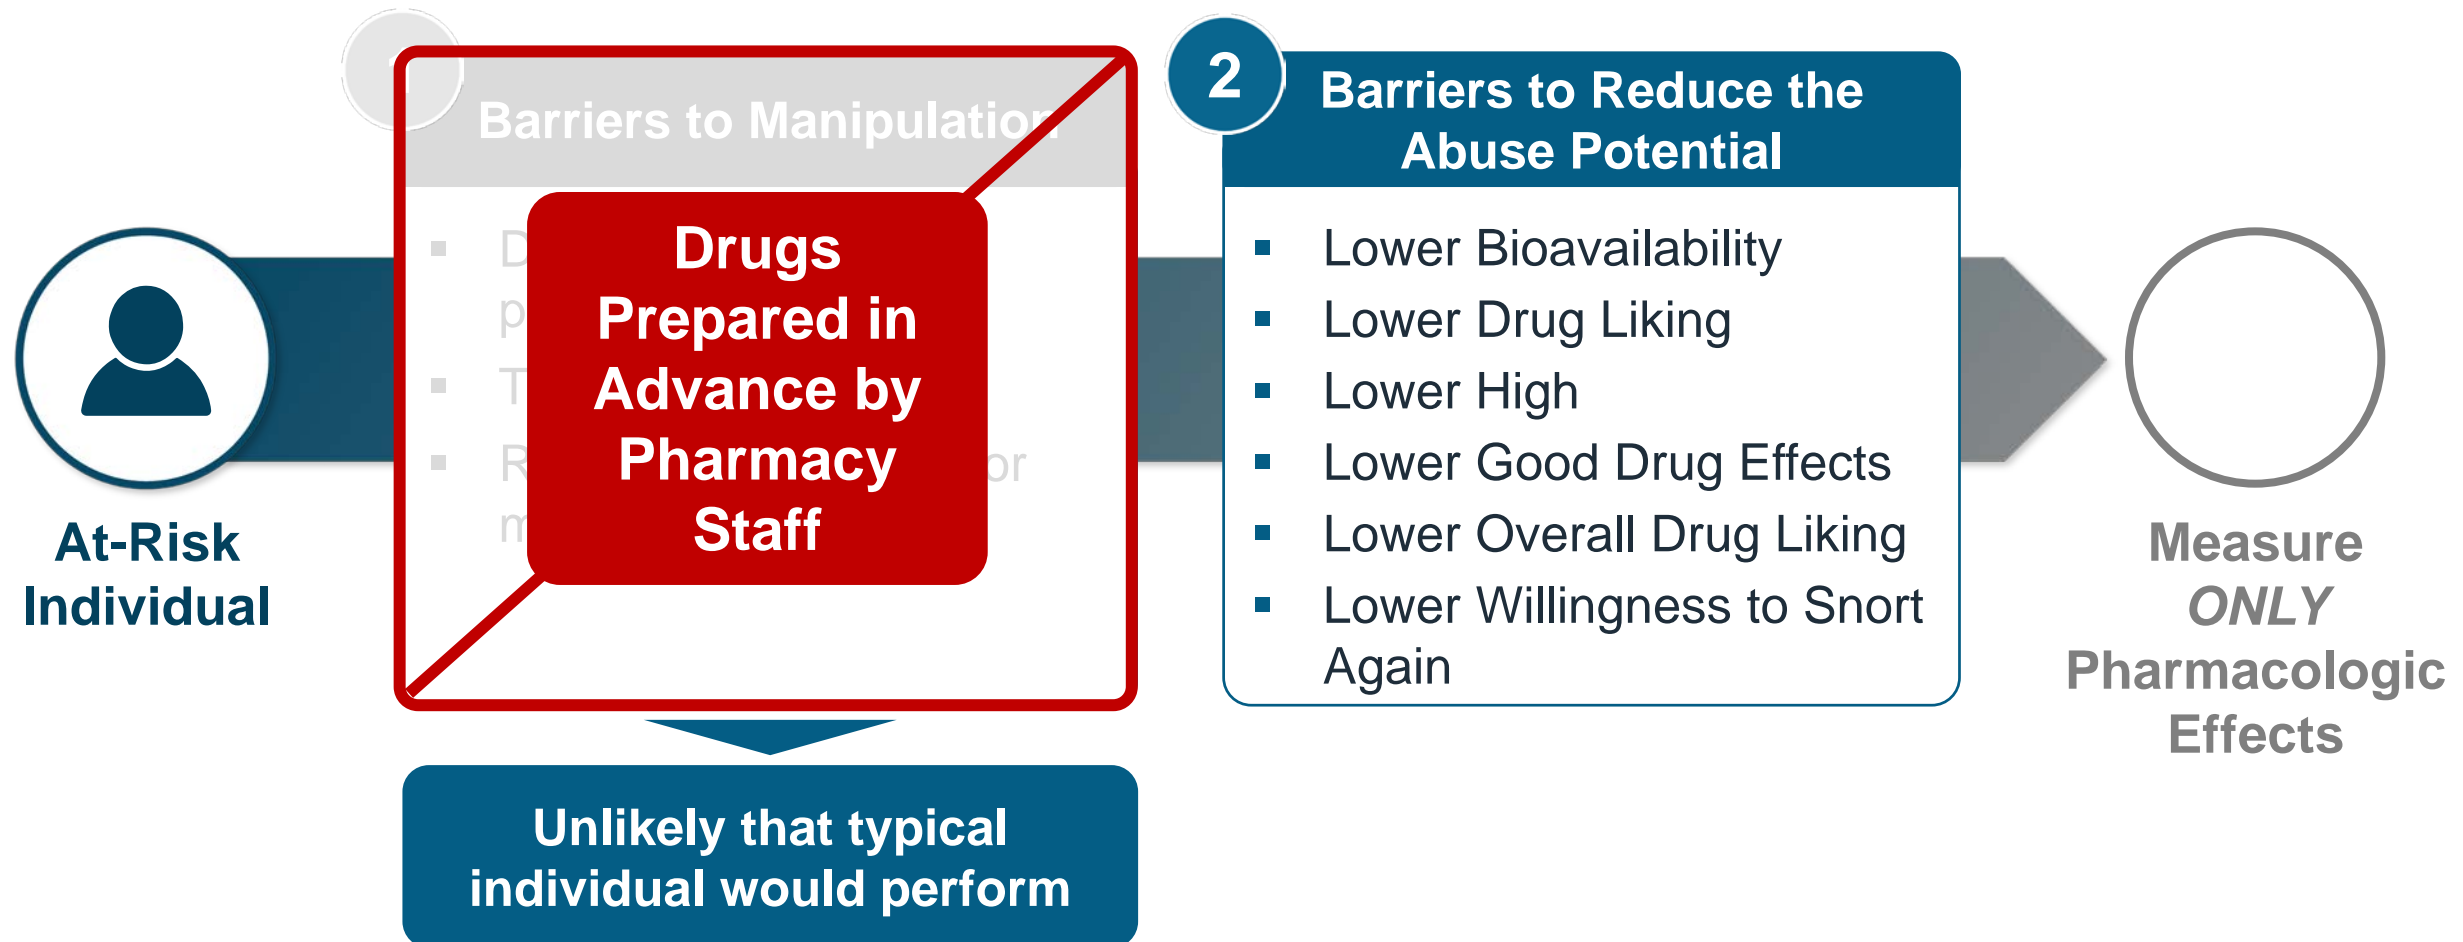 1
Barriers to Manipulation
Drugs
Prepared in
Advance by
Pharmacy
Staff
or
Unlikely that typical
individual would perform
2
Barriers to Reduce the
Abuse Potential
▪ Lower Bioavailability
▪ Lower Drug Liking
▪ Lower High
▪ Lower Good Drug Effects
▪ Lower Overall Drug Liking
▪ Lower Willingness to Snort
Again
At-Risk
Individual
Measure
ONLY
Pharmacologic
Effects